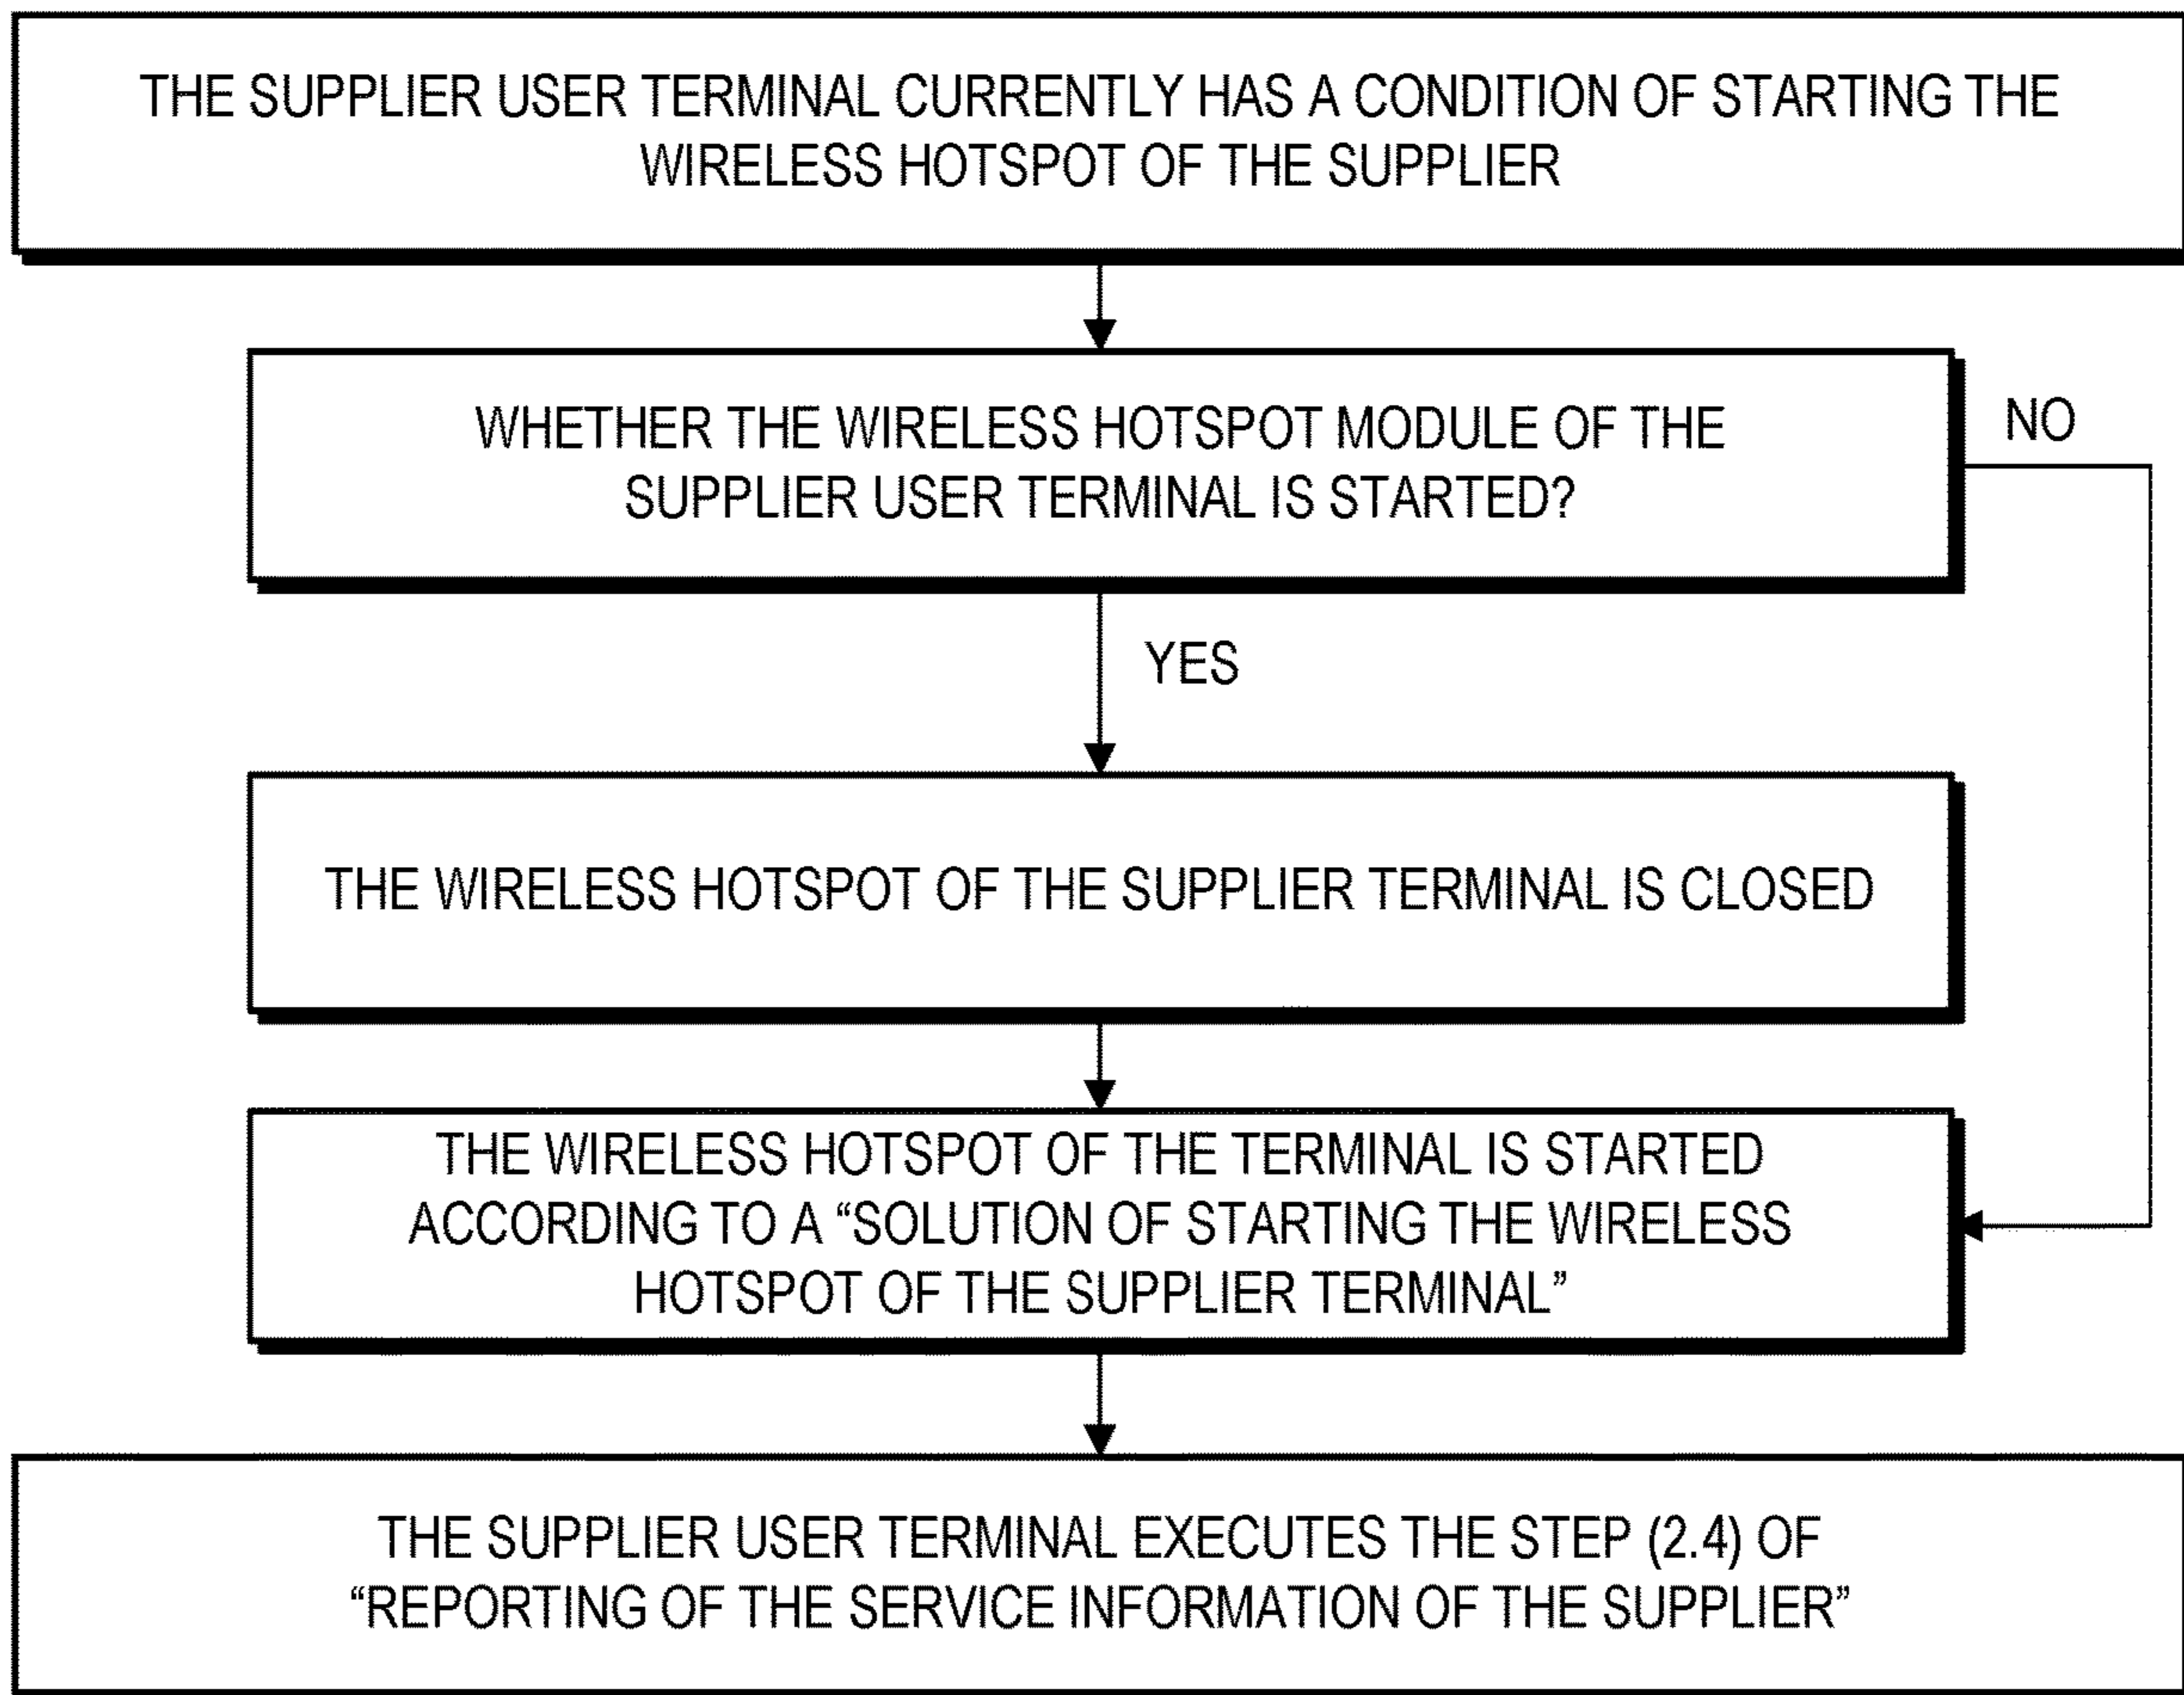 THE SUPPLIER USER TERMINAL CURRENTLY HAS A CONDITION OF STARTING THE
WIRELESS HOTSPOT OF THE SUPPLIER
WHETHER THE WIRELESS HOTSPOT MODULE OF THE
SUPPLIER USER TERMINAL IS STARTED?
NO
YES
THE WIRELESS HOTSPOT OF THE SUPPLIER TERMINAL IS CLOSED
THE WIRELESS HOTSPOT OF THE TERMINAL IS STARTED
ACCORDING TO A “SOLUTION OF STARTING THE WIRELESS
HOTSPOT OF THE SUPPLIER TERMINAL”
THE SUPPLIER USER TERMINAL EXECUTES THE STEP (2.4) OF
“REPORTING OF THE SERVICE INFORMATION OF THE SUPPLIER”